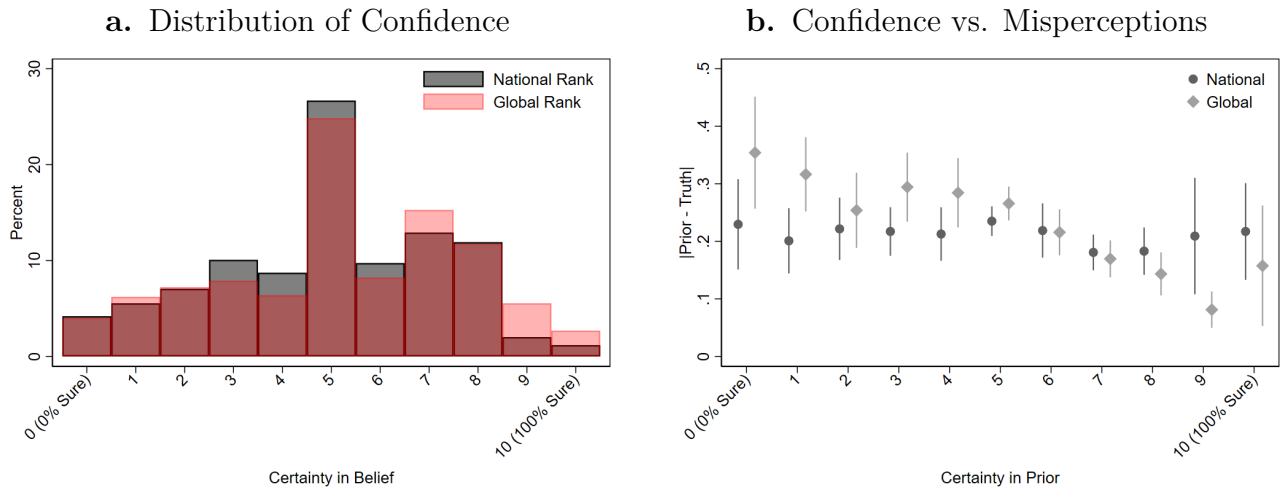 a. Distribution of Confidence
30
20
10
0
Percent
National Rank
Global Rank
0 (0% Sure)
1
2
3
4
5
6
7
8
9
10 (100% Sure)
Certainty in Belief
b. Confidence vs. Misperceptions
.5
.4
.3
.2
.1
0
|Prior - Truth|
National
Global
0 (0% Sure)
1
2
3
4
5
6
7
8
9
10 (100% Sure)
Certainty in Prior